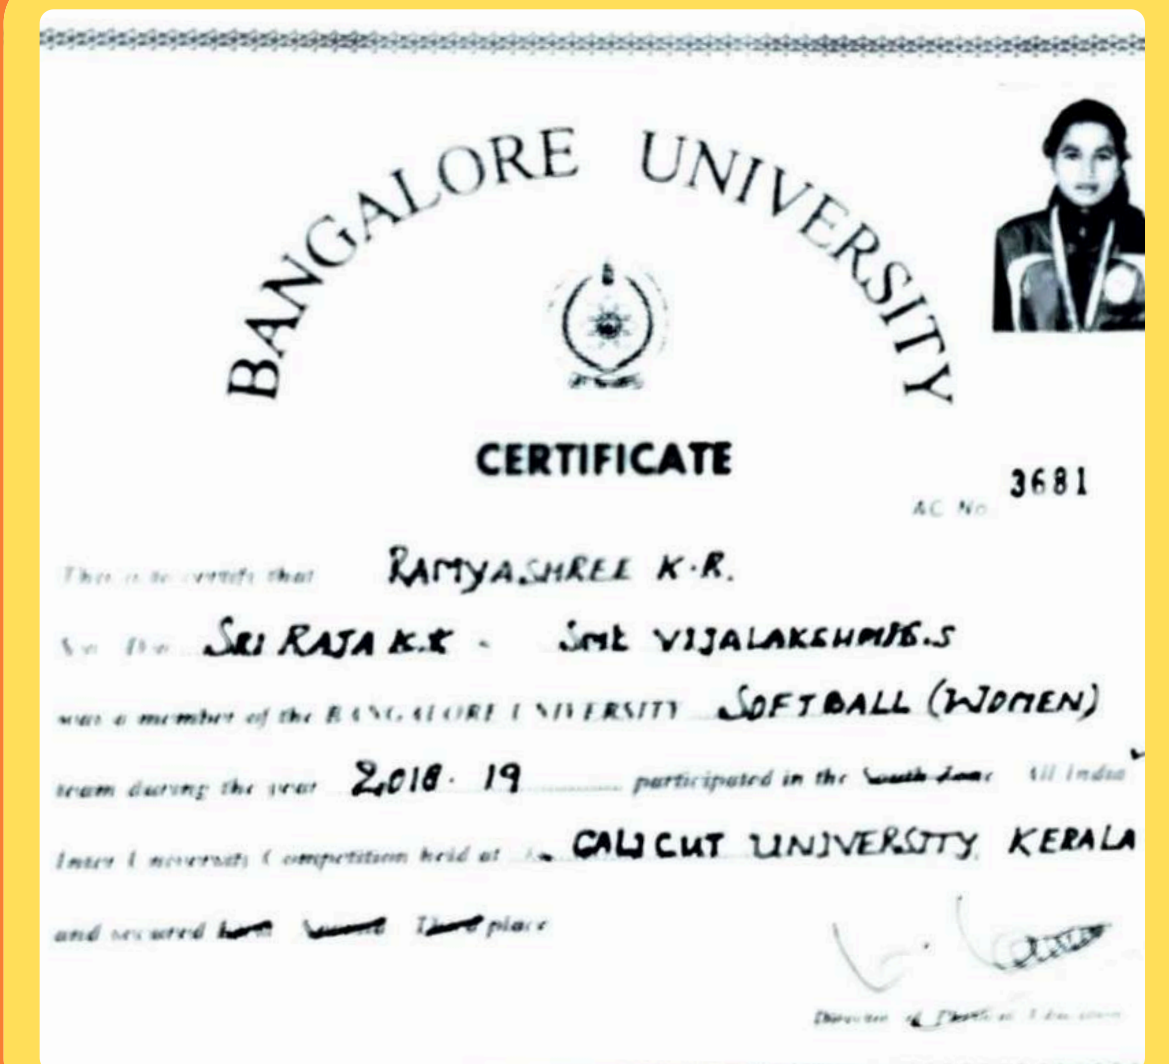 BANGALORE UNIVERSITY
CERTIFICATE
AC No. 3681
This is to certify that RAMYASHREE K.R.
SRI RAJA K.K - Smt VIJALAKSHMI
was a member of the BANGALORE UNIVERSITY SOFTBALL (WOMEN)
team during the year 2018-19 participated in the South Zone All India
Inter University Competition held at CALICUT UNIVERSITY, KERALA
and secured Second Third place
Director of Physical Education